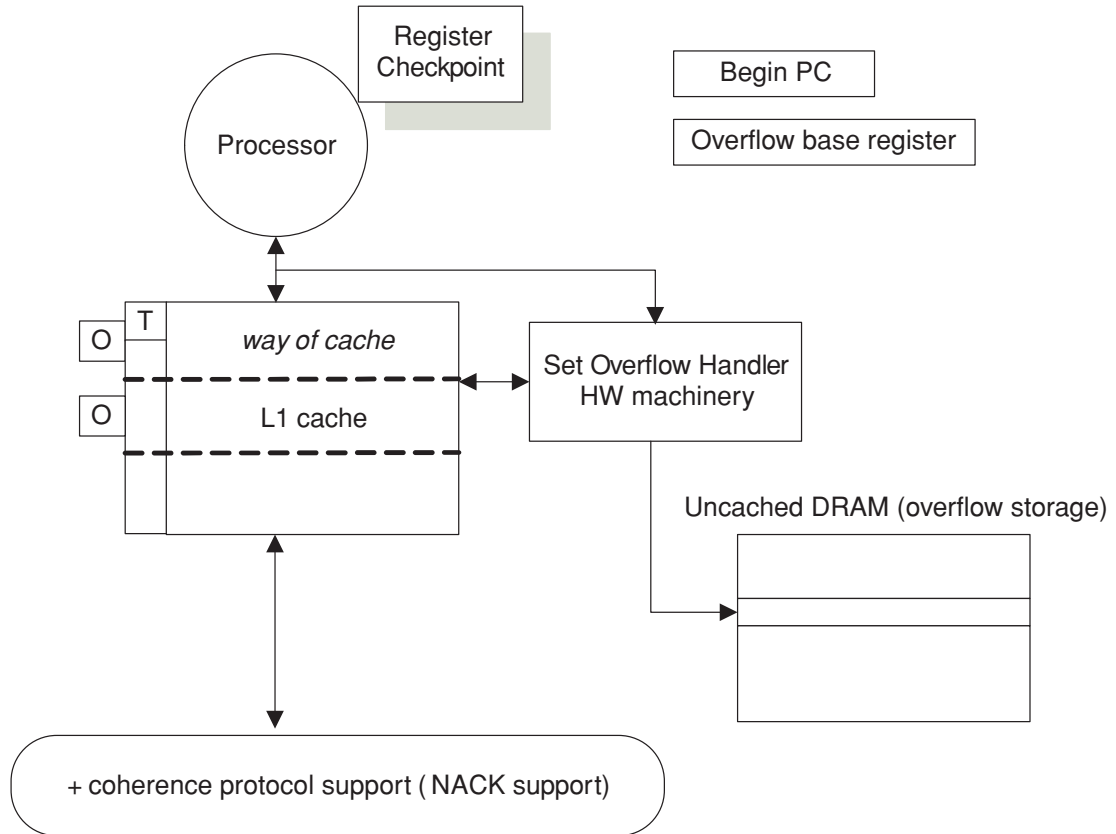 Register
Checkpoint
Begin PC
Processor
Overflow base register
T
O
way of cache
Set Overflow Handler
HW machinery
O
L1 cache
Uncached DRAM (overflow storage)
+ coherence protocol support ( NACK support)